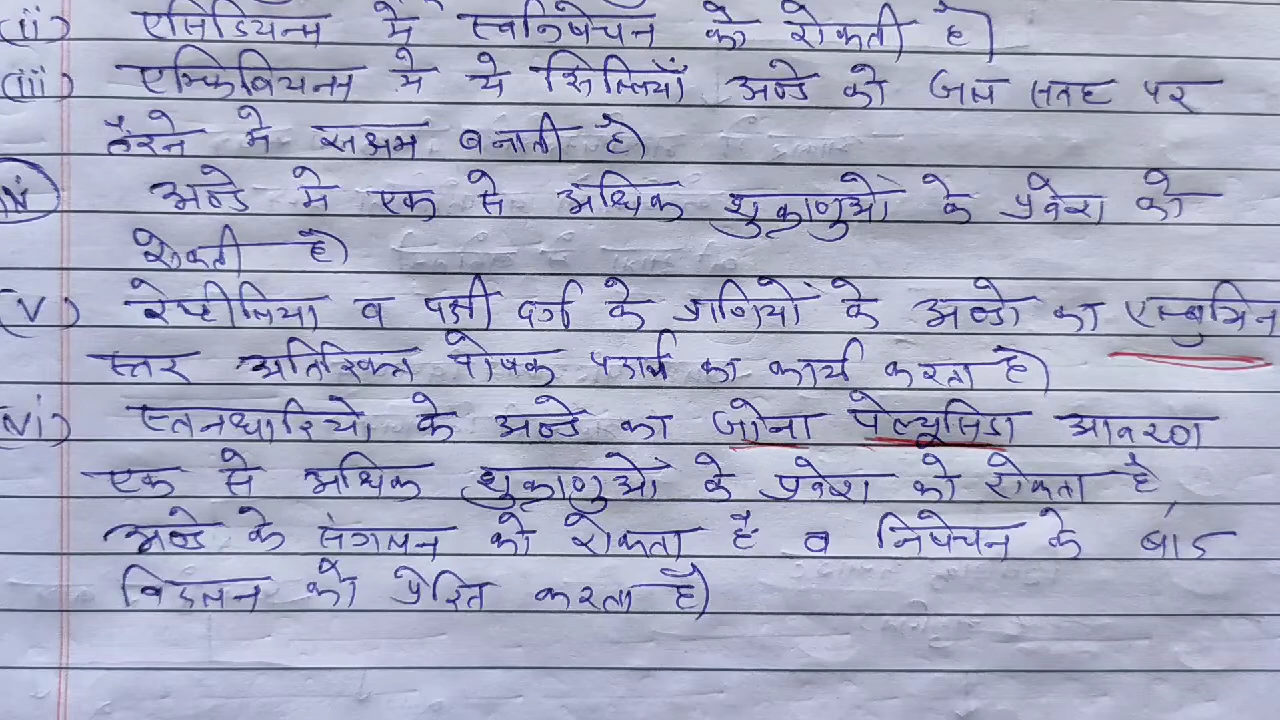 (ii) एसिडियन्स में स्वनिषेचन को रोकती है।
(iii) एम्फिबियनस मे ये झिल्लियाँ अण्डे को जल सतह पर
तैरने मे सक्षम बनाती है।
(iv) अण्डे मे एक से अधिक शुक्राणुओं के प्रवेश को
रोकती है।
(v) रेप्टीलिया व पक्षी वर्ग के प्राणियों के अण्डो का एल्बुमिन
स्तर अतिरिक्त पोषक पदार्थ का कार्य करता है।
(vi) स्तनधारियो के अण्डे का जोना पेल्यूसिडा आवरण
एक से अधिक शुक्राणुओं के प्रवेश को रोकता है,
अण्डे के संगलन को रोकता है व निषेचन के बाद
विदलन को प्रेरित करता है।